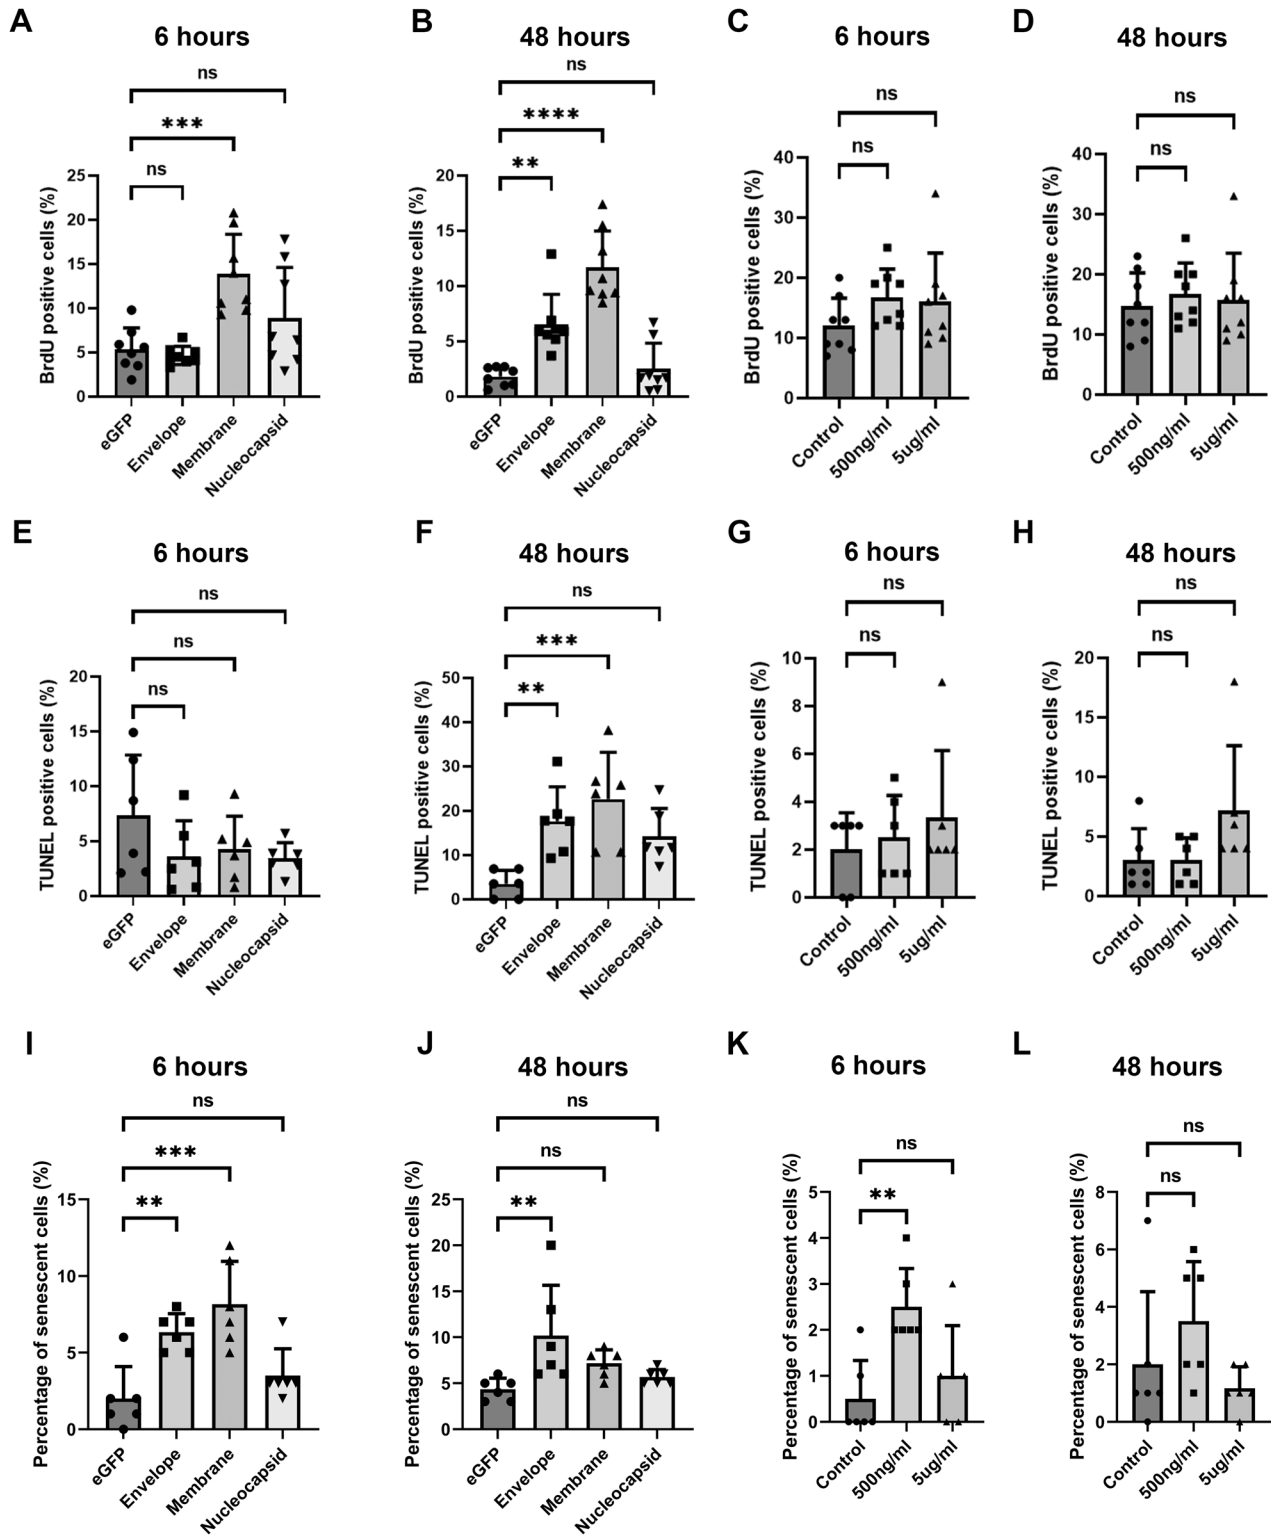 A
6 hours
ns
***
ns
BrdU positive cells (%)
25
20
15
10
5
0
eGFP
Envelope
Membrane
Nucleocapsid
B
48 hours
ns
****
**
BrdU positive cells (%)
20
15
10
5
0
eGFP
Envelope
Membrane
Nucleocapsid
C
6 hours
ns
ns
BrdU positive cells (%)
40
30
20
10
0
Control
500ng/ml
5ug/ml
D
48 hours
ns
ns
BrdU positive cells (%)
40
30
20
10
0
Control
500ng/ml
5ug/ml
E
6 hours
ns
ns
ns
TUNEL positive cells (%)
20
15
10
5
0
eGFP
Envelope
Membrane
Nucleocapsid
F
48 hours
ns
***
**
TUNEL positive cells (%)
50
40
30
20
10
0
eGFP
Envelope
Membrane
Nucleocapsid
G
6 hours
ns
ns
TUNEL positive cells (%)
10
8
6
4
2
0
Control
500ng/ml
5ug/ml
H
48 hours
ns
ns
TUNEL positive cells (%)
20
15
10
5
0
Control
500ng/ml
5ug/ml
I
6 hours
ns
***
**
Percentage of senescent cells (%)
15
10
5
0
eGFP
Envelope
Membrane
Nucleocapsid
J
48 hours
ns
ns
**
Percentage of senescent cells (%)
25
20
15
10
5
0
eGFP
Envelope
Membrane
Nucleocapsid
K
6 hours
ns
**
Percentage of senescent cells (%)
5
4
3
2
1
0
Control
500ng/ml
5ug/ml
L
48 hours
ns
ns
Percentage of senescent cells (%)
8
6
4
2
0
Control
500ng/ml
5ug/ml